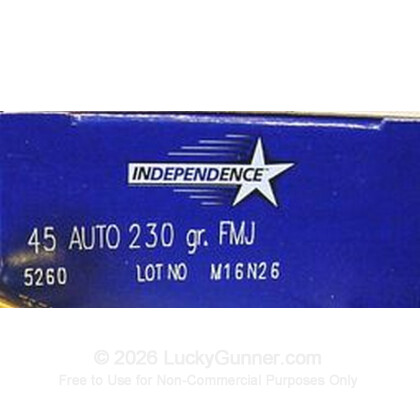 INDEPENDENCE
45 AUTO 230 gr. FMJ
5260 LOT NO M16N26
© 2026 LuckyGunner.com
Free to Use for Non-Commercial Purposes Only